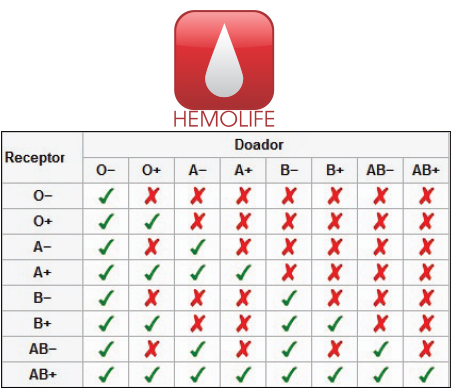 HEMOLIFE
Receptor Doador
O− O+ A− A+ B− B+ AB− AB+
O− ✓ ✗ ✗ ✗ ✗ ✗ ✗ ✗
O+ ✓ ✓ ✗ ✗ ✗ ✗ ✗ ✗
A− ✓ ✗ ✓ ✗ ✗ ✗ ✗ ✗
A+ ✓ ✓ ✓ ✓ ✗ ✗ ✗ ✗
B− ✓ ✗ ✗ ✗ ✓ ✗ ✗ ✗
B+ ✓ ✓ ✗ ✗ ✓ ✓ ✗ ✗
AB− ✓ ✗ ✓ ✗ ✓ ✗ ✓ ✗
AB+ ✓ ✓ ✓ ✓ ✓ ✓ ✓ ✓